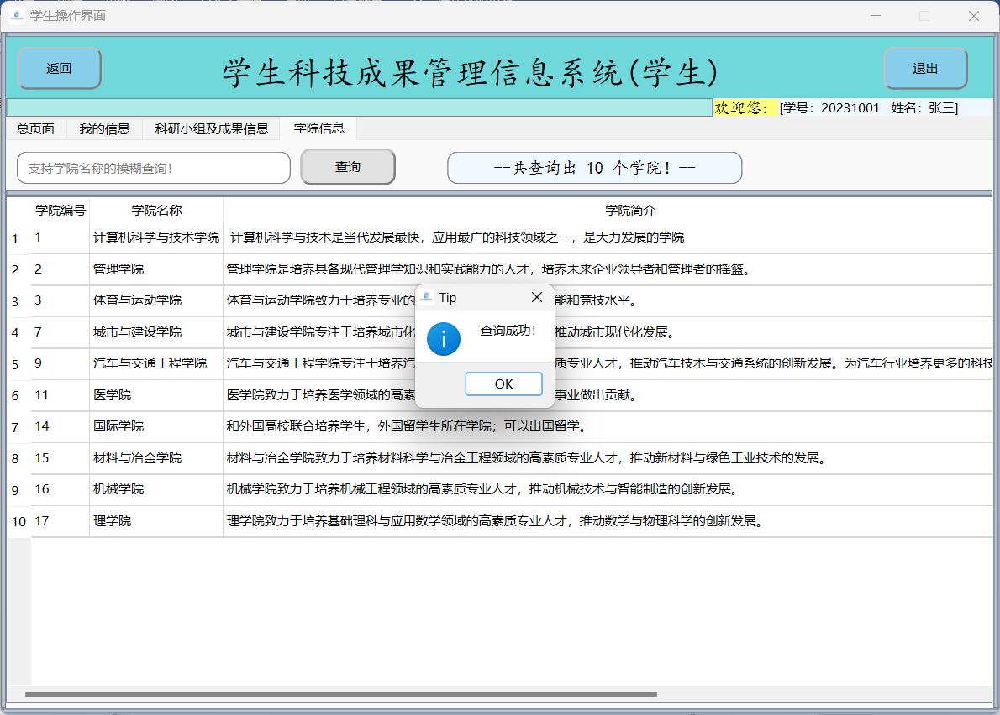 学生操作界面
返回
学生科技成果管理信息系统(学生)
退出
欢迎您： [学号：20231001 姓名：张三]
总页面 我的信息 科研小组及成果信息 学院信息
支持学院名称的模糊查询！ 查询 --共查询出 10 个学院！--
学院编号 学院名称 学院简介
1 1 计算机科学与技术学院 计算机科学与技术是当代发展最快，应用最广的科技领域之一，是大力发展的学院
2 2 管理学院 管理学院是培养具备现代管理学知识和实践能力的人才，培养未来企业领导者和管理者的摇篮。
3 3 体育与运动学院 体育与运动学院致力于培养专业的 能和竞技水平。
4 7 城市与建设学院 城市与建设学院专注于培养城市化 推动城市现代化发展。
5 9 汽车与交通工程学院 汽车与交通工程学院专注于培养汽 质专业人才，推动汽车技术与交通系统的创新发展。为汽车行业培养更多的科技
6 11 医学院 医学院致力于培养医学领域的高素 事业做出贡献。
7 14 国际学院 和外国高校联合培养学生，外国留学生所在学院；可以出国留学。
8 15 材料与冶金学院 材料与冶金学院致力于培养材料科学与冶金工程领域的高素质专业人才，推动新材料与绿色工业技术的发展。
9 16 机械学院 机械学院致力于培养机械工程领域的高素质专业人才，推动机械技术与智能制造的创新发展。
10 17 理学院 理学院致力于培养基础理科与应用数学领域的高素质专业人才，推动数学与物理科学的创新发展。
Tip
查询成功！
OK